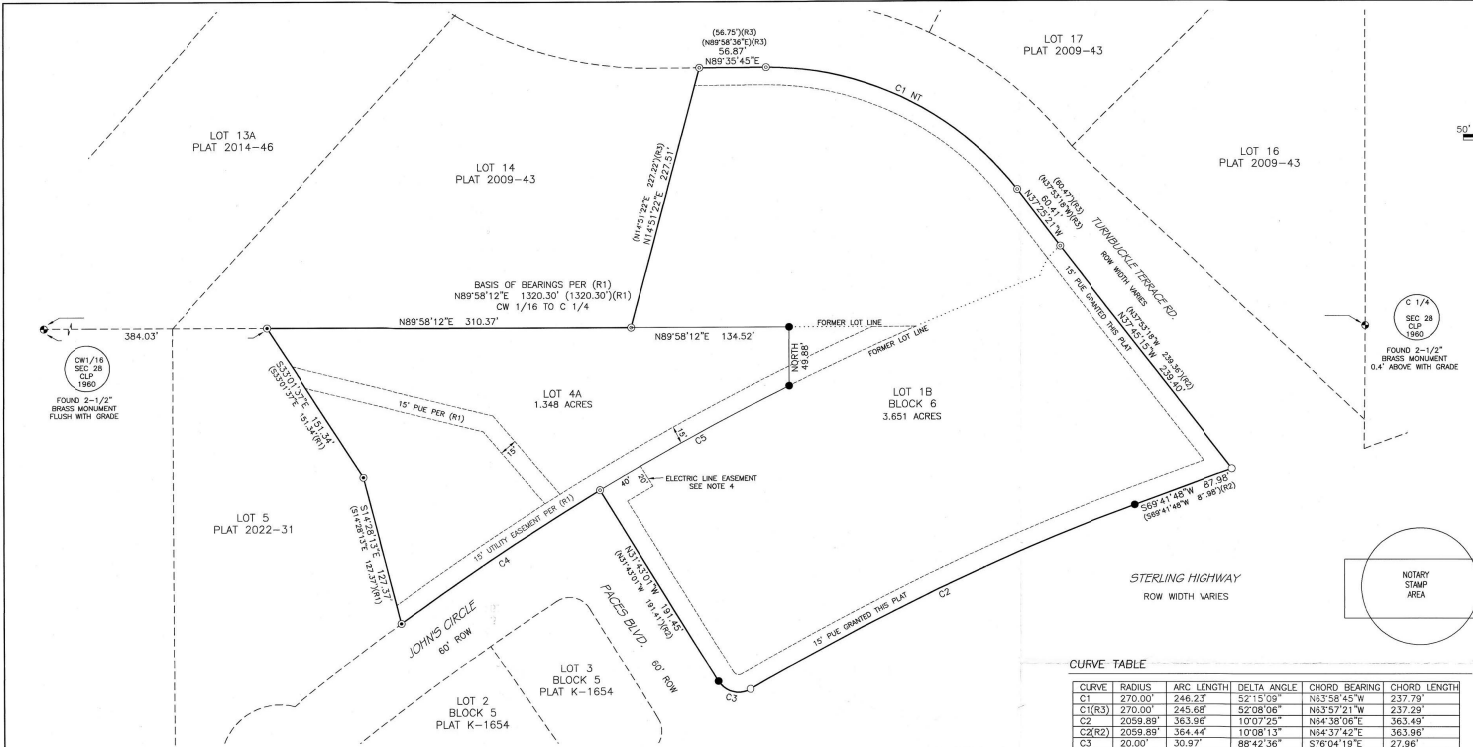 (56.75')(R3)
(N89°58'36"E)(R3)
56.87'
N89°35'45"E
LOT 17
PLAT 2009-43
C1 NT
LOT 13A
PLAT 2014-46
50'
LOT 14
PLAT 2009-43
LOT 16
PLAT 2009-43
(N14°51'22"E 227.22')(R3)
N14°51'22"E 227.51'
(60.47')(R3)
(N37°53'18"W)(R3)
60.41'
N37°25'21"W
TURNBUCKLE TERRACE RD.
ROW WIDTH VARIES
BASIS OF BEARINGS PER (R1)
N89°58'12"E 1320.30' (1320.30')(R1)
CW 1/16 TO C 1/4
15' PUE GRANTED THIS PLAT
(N37°53'18"W 239.36')(R2)
N37°45'15"W 239.40'
C 1/4
SEC 28
CLP
1960
FOUND 2-1/2"
BRASS MONUMENT
0.4' ABOVE WITH GRADE
384.03'
N89°58'12"E 310.37'
N89°58'12"E 134.52'
FORMER LOT LINE
FORMER LOT LINE
NORTH
49.88'
CW1/16
SEC 28
CLP
1960
FOUND 2-1/2"
BRASS MONUMENT
FLUSH WITH GRADE
S33°01'37"E 151.34'
(S33°01'37"E 151.34')(R1)
LOT 4A
1.348 ACRES
LOT 1B
BLOCK 6
3.651 ACRES
15' PUE PER (R1)
15'
15'
C5
40'
20'
ELECTRIC LINE EASEMENT
SEE NOTE 4
S69°41'48"W 87.98'
(S69°41'48"W 8 .98')(R2)
LOT 5
PLAT 2022-31
S14°28'13"E 127.37'
(S14°28'13"E 127.37')(R1)
15' UTILITY EASEMENT PER (R1)
C4
N31°43'01"W 191.45'
(N31°43'01"W 191.41')(R2)
STERLING HIGHWAY
ROW WIDTH VARIES
NOTARY
STAMP
AREA
15' PUE GRANTED THIS PLAT
C2
JOHN'S CIRCLE
60' ROW
PACES BLVD.
60' ROW
LOT 3
BLOCK 5
PLAT K-1654
C3
LOT 2
BLOCK 5
PLAT K-1654
CURVE TABLE
CURVE RADIUS ARC LENGTH DELTA ANGLE CHORD BEARING CHORD LENGTH
C1 270.00' 246.23' 52°15'09" N63°58'45"W 237.79'
C1(R3) 270.00' 245.68' 52°08'06" N63°57'21"W 237.29'
C2 2059.89' 363.96' 10°07'25" N64°38'06"E 363.49'
C2(R2) 2059.89' 364.44' 10°08'13" N64°37'42"E 363.96'
C3 20.00' 30.97' 88°42'36" S76°04'19"E 27.96'